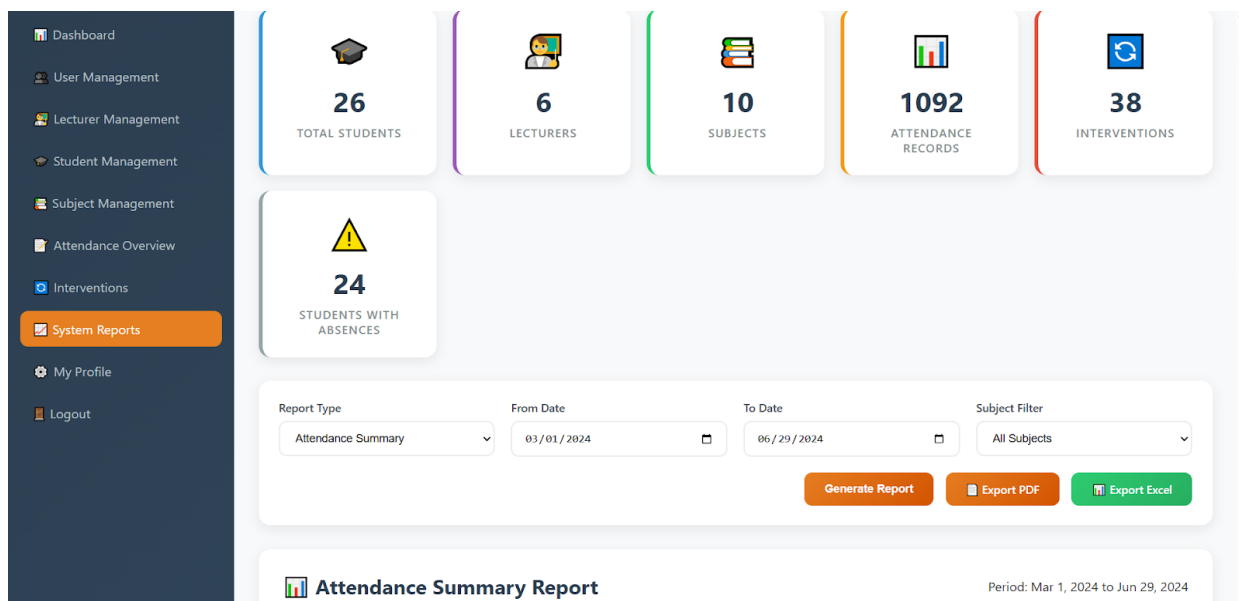 Dashboard
User Management
Lecturer Management
Student Management
Subject Management
Attendance Overview
Interventions
System Reports
My Profile
Logout
26
TOTAL STUDENTS
6
LECTURERS
10
SUBJECTS
1092
ATTENDANCE
RECORDS
38
INTERVENTIONS
24
STUDENTS WITH
ABSENCES
Report Type
Attendance Summary
From Date
03/01/2024
To Date
06/29/2024
Subject Filter
All Subjects
Generate Report
Export PDF
Export Excel
Attendance Summary Report
Period: Mar 1, 2024 to Jun 29, 2024